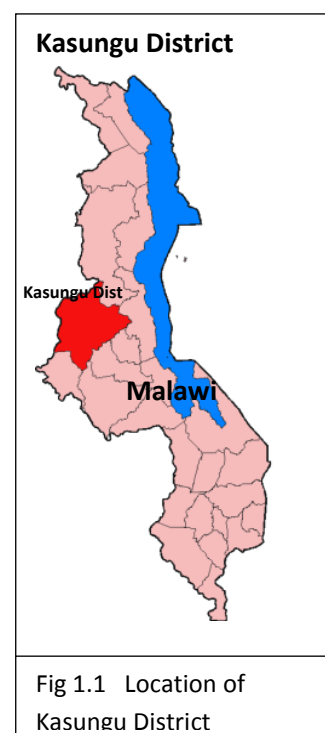 Kasungu District
Kasungu Dist
Malawi
Fig 1.1 Location of
Kasungu District